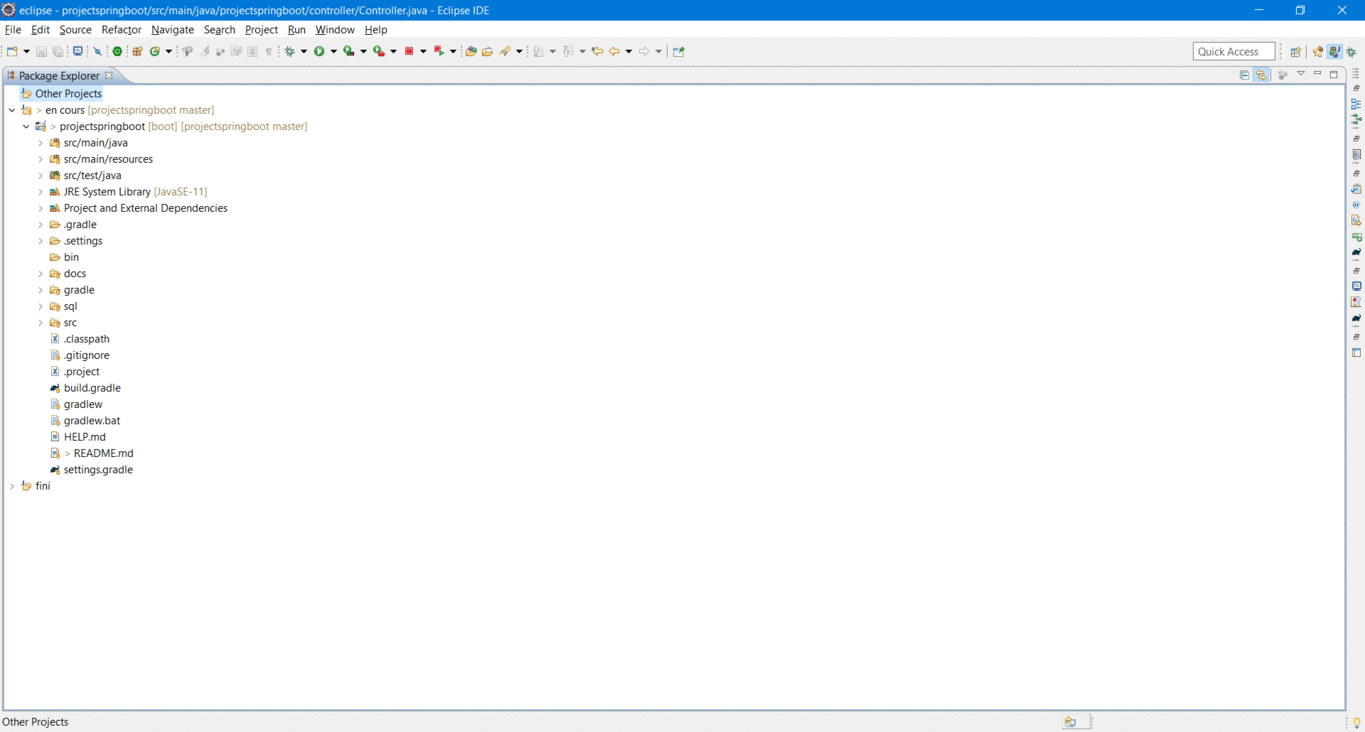 eclipse - projectspringboot/src/main/java/projectspringboot/controller/Controller.java - Eclipse IDE
File Edit Source Refactor Navigate Search Project Run Window Help
Quick Access
Package Explorer
Other Projects
> en cours [projectspringboot master]
> projectspringboot [boot] [projectspringboot master]
src/main/java
src/main/resources
src/test/java
JRE System Library [JavaSE-11]
Project and External Dependencies
.gradle
.settings
bin
docs
gradle
sql
src
.classpath
.gitignore
.project
build.gradle
gradlew
gradlew.bat
HELP.md
> README.md
settings.gradle
fini
Other Projects